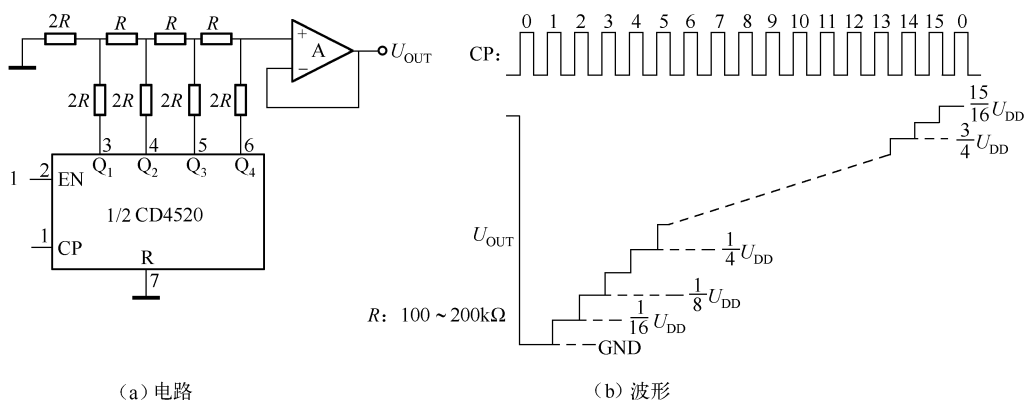 2R R R R
+
−
A
U_OUT
2R 2R 2R 2R
3 4 5 6
Q₁ Q₂ Q₃ Q₄
1 2 EN
1/2 CD4520
1 CP
R
7
(a) 电路
0 1 2 3 4 5 6 7 8 9 10 11 12 13 14 15 0
CP:
15/16 U_DD
3/4 U_DD
U_OUT
1/4 U_DD
1/8 U_DD
R: 100～200kΩ
1/16 U_DD
GND
(b) 波形